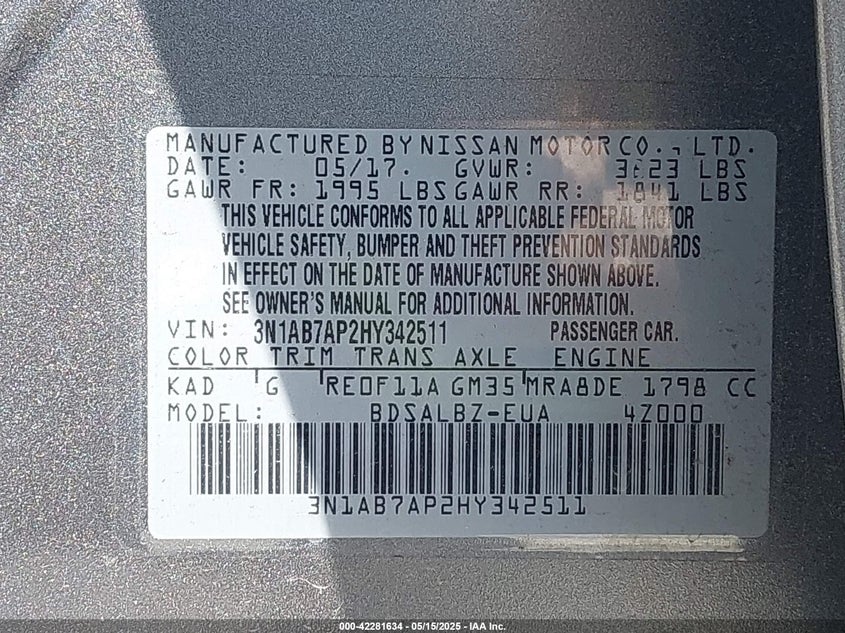 MANUFACTURED BY NISSAN MOTOR CO., LTD.
DATE: 05/17. GVWR: 3623 LBS
GAWR FR: 1995 LBS GAWR RR: 1841 LBS
THIS VEHICLE CONFORMS TO ALL APPLICABLE FEDERAL MOTOR
VEHICLE SAFETY, BUMPER AND THEFT PREVENTION STANDARDS
IN EFFECT ON THE DATE OF MANUFACTURE SHOWN ABOVE.
SEE OWNER'S MANUAL FOR ADDITIONAL INFORMATION.
VIN: 3N1AB7AP2HY342511 PASSENGER CAR.
COLOR TRIM TRANS AXLE ENGINE
KAD G RE0F11A GM35 MRA8DE 1798 CC
MODEL: BDSALBZ-EUA 4Z000
3N1AB7AP2HY342511
000-42281634 - 05/15/2025 - IAA Inc.